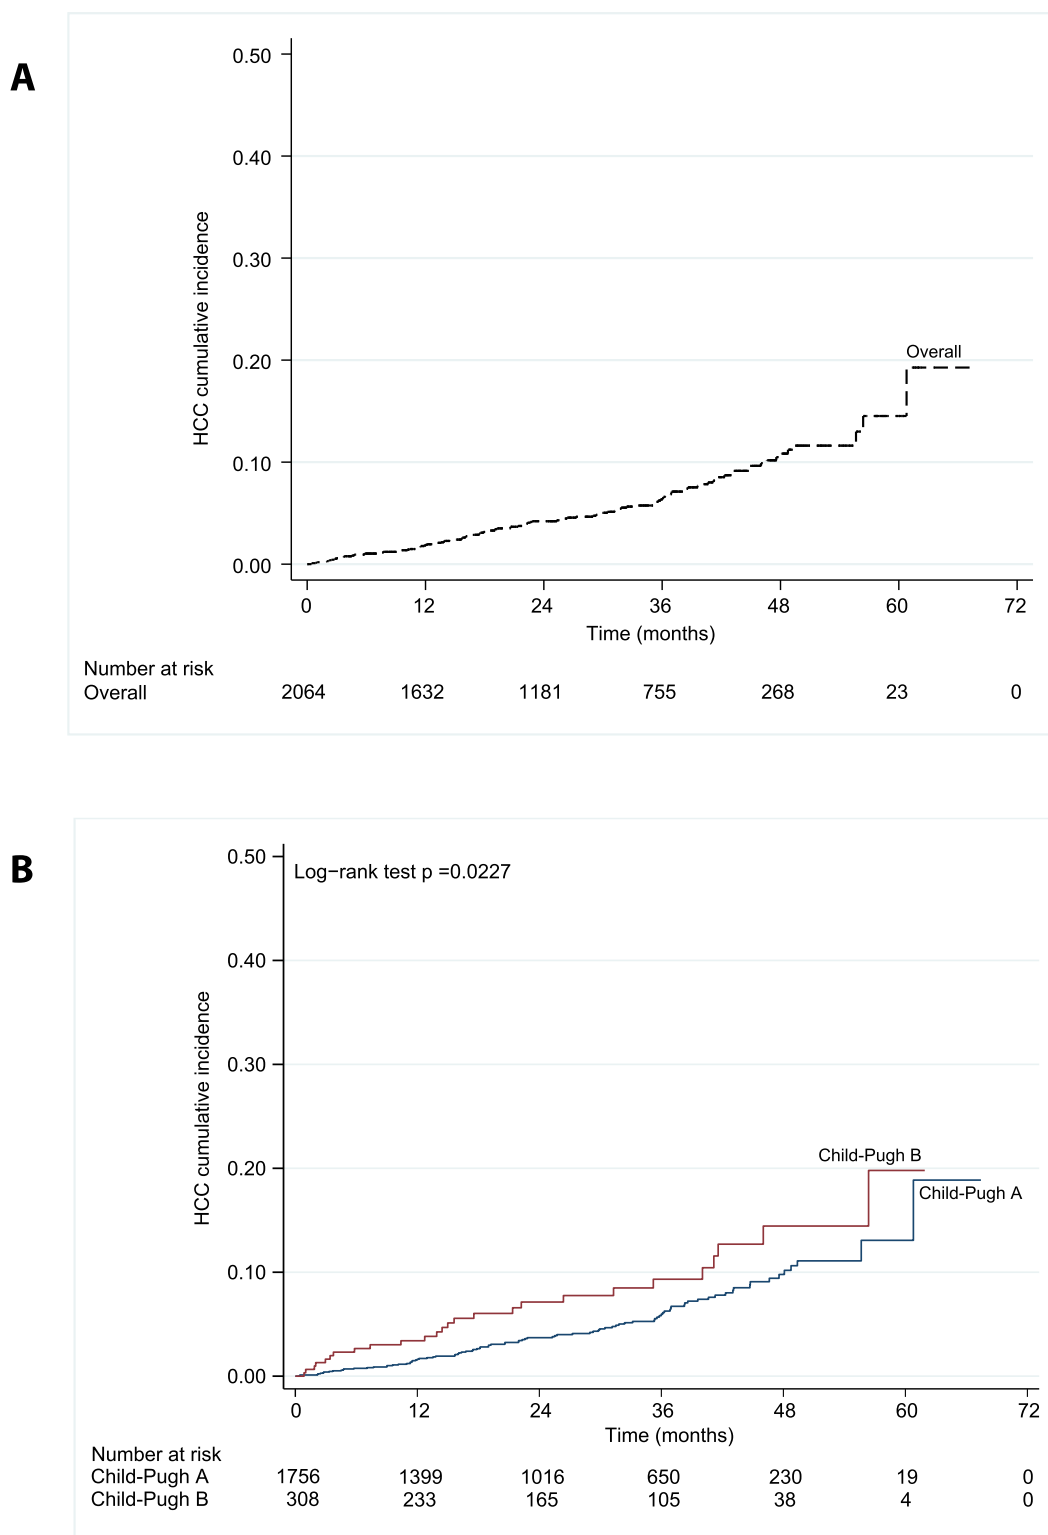 A
0.50
0.40
0.30
0.20
0.10
0.00
HCC cumulative incidence
Overall
0 12 24 36 48 60 72
Time (months)
Number at risk
Overall 2064 1632 1181 755 268 23 0
B
Log−rank test p =0.0227
0.50
0.40
0.30
0.20
0.10
0.00
HCC cumulative incidence
Child-Pugh B
Child-Pugh A
0 12 24 36 48 60 72
Time (months)
Number at risk
Child-Pugh A 1756 1399 1016 650 230 19 0
Child-Pugh B 308 233 165 105 38 4 0